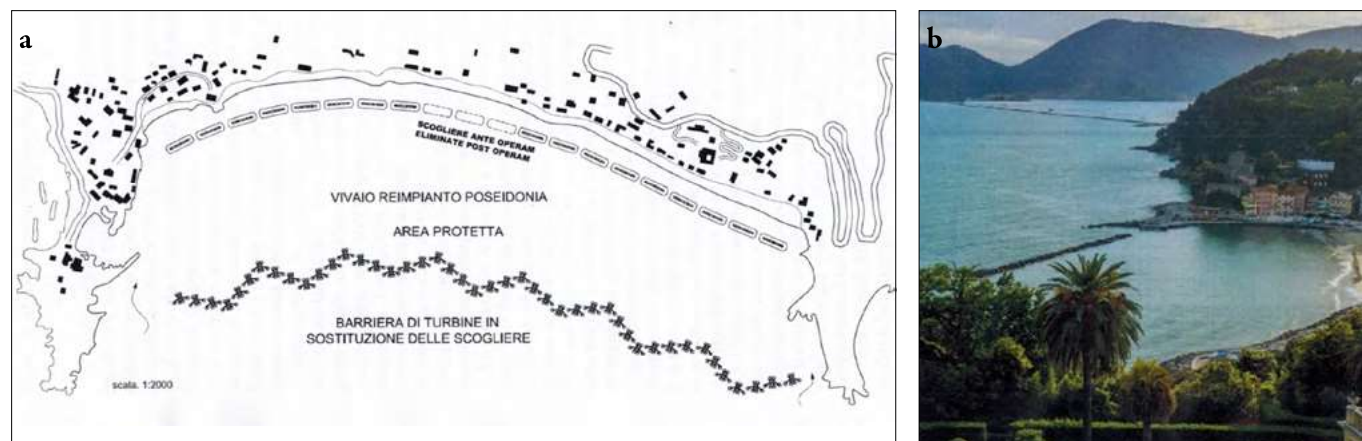 a
SCOGLIERE ANTE OPERAM
ELIMINATE POST OPERAM
VIVAIO REIMPIANTO POSEIDONIA
AREA PROTETTA
BARRIERA DI TURBINE IN
SOSTITUZIONE DELLE SCOGLIERE
scala. 1:2000
b